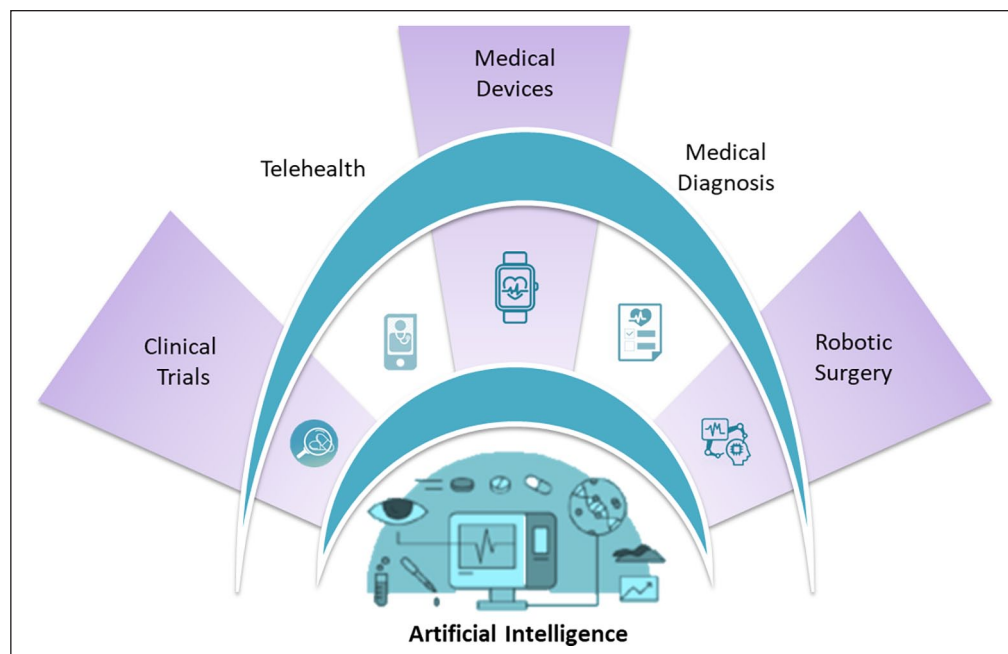 Medical
Devices
Telehealth
Medical
Diagnosis
Clinical
Trials
Robotic
Surgery
Artificial Intelligence